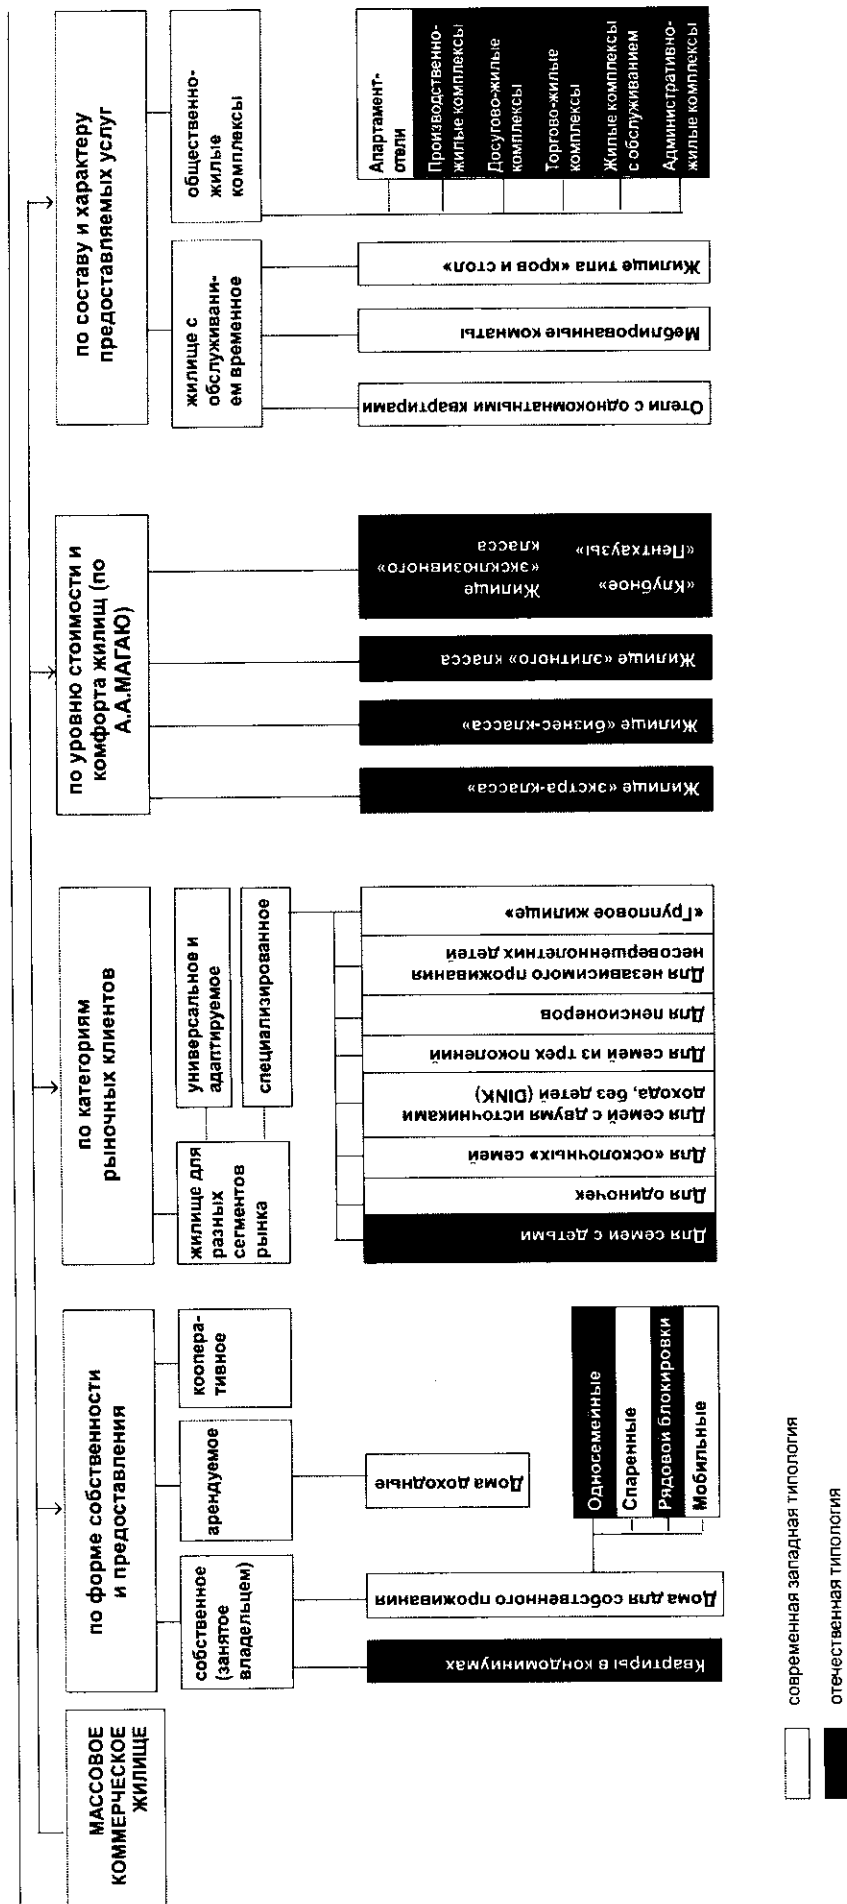 МАССОВОЕ
КОММЕРЧЕСКОЕ
ЖИЛИЩЕ
по форме собственности
и предоставления
собственное
(занятое
владельцем)
арендуемое
коопера-
тивное
Квартиры в кондоминиумах
Дома для собственного проживания
Дома доходные
Односемейные
Спаренные
Рядовой блокировки
Мобильные
по категориям
рыночных клиентов
жилище для
разных
сегментов
рынка
универсальное и
адаптируемое
специализированное
Для семей с детьми
Для одиночек
Для «осколочных» семей
Для семей с двумя источниками
дохода, без детей (DINK)
Для семей из трех поколений
Для пенсионеров
Для независимого проживания
несовершеннолетних детей
«Групповое жилище»
по уровню стоимости и
комфорта жилищ (по
А.А.МАГАЮ)
Жилище «экстра-класса»
Жилище «бизнес-класса»
Жилище «элитного» класса
Жилище
«эксклюзивного»
класса
«Клубное»
«Пентхаузы»
по составу и характеру
предоставляемых услуг
жилище с
обслуживани-
ем временное
общественно-
жилые
комплексы
Отели с однокомнатными квартирами
Меблированные комнаты
Жилище типа «кров и стол»
Апартамент-
отели
Производственно-
жилые комплексы
Досугово-жилые
комплексы
Торгово-жилые
комплексы
Жилые комплексы
с обслуживанием
Административно-
жилые комплексы
современная западная типология
отечественная типология